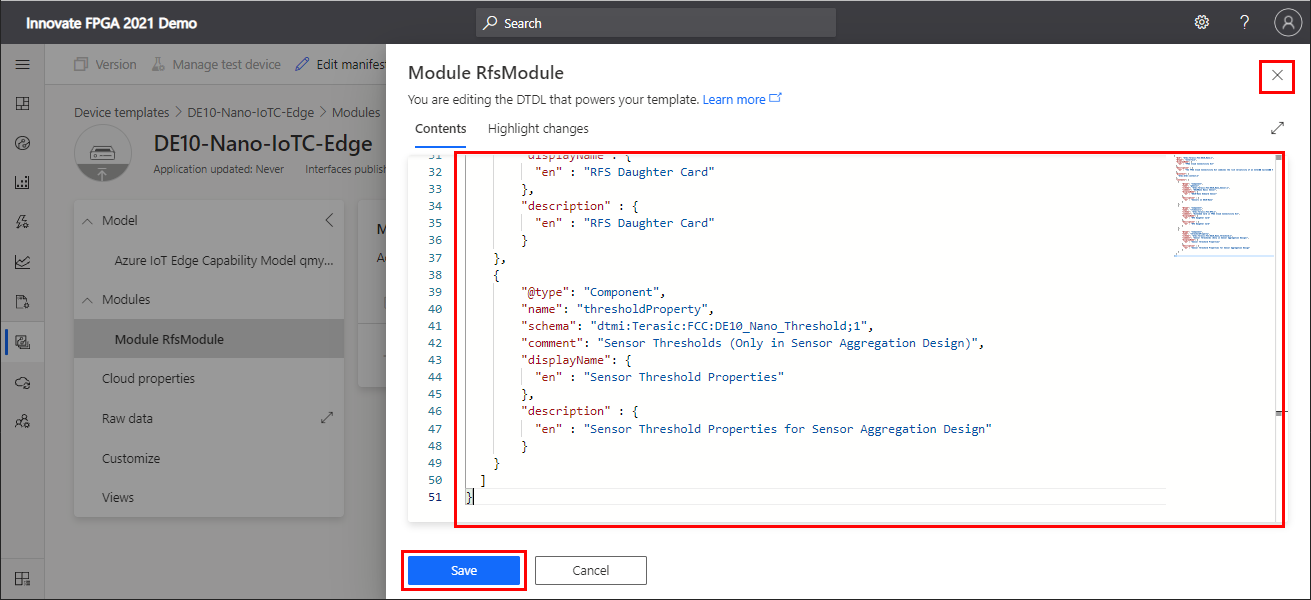 Innovate FPGA 2021 Demo
Search
?
Version
Manage test device
Edit manifes
Device templates > DE10-Nano-IoTC-Edge > Modules
DE10-Nano-IoTC-Edge
Application updated: Never
Interfaces publish
Model
Azure IoT Edge Capability Model qmy...
Modules
Module RfsModule
Cloud properties
Raw data
Customize
Views
M
Module RfsModule
You are editing the DTDL that powers your template. Learn more
Contents
Highlight changes
31 "displayName": {
32 "en" : "RFS Daughter Card"
33 },
34 "description" : {
35 "en" : "RFS Daughter Card"
36 }
37 },
38 {
39 "@type": "Component",
40 "name": "thresholdProperty",
41 "schema": "dtmi:Terasic:FCC:DE10_Nano_Threshold;1",
42 "comment": "Sensor Thresholds (Only in Sensor Aggregation Design)",
43 "displayName": {
44 "en" : "Sensor Threshold Properties"
45 },
46 "description" : {
47 "en" : "Sensor Threshold Properties for Sensor Aggregation Design"
48 }
49 }
50 ]
51 }
Save
Cancel